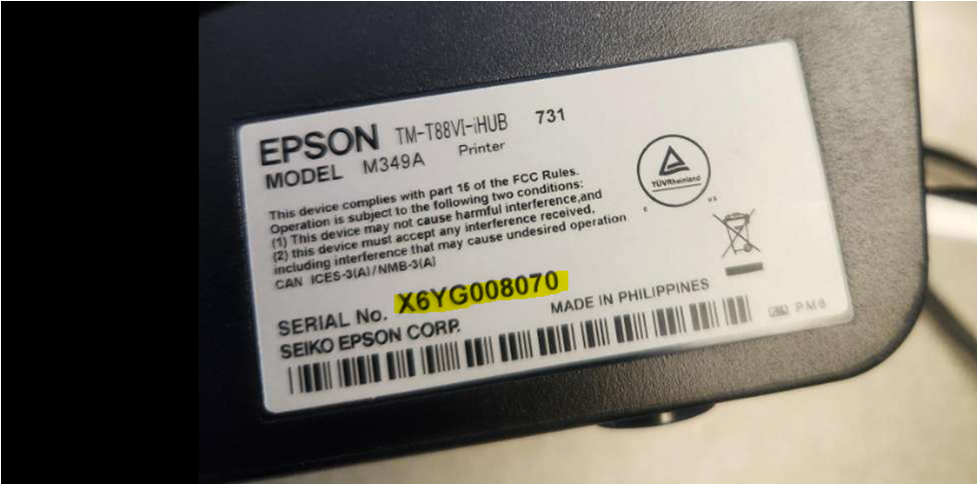 EPSON TM-T88VI-iHUB 731
MODEL M349A Printer
This device complies with part 15 of the FCC Rules.
Operation is subject to the following two conditions:
(1) This device may not cause harmful interference,and
(2) this device must accept any interference received,
including interference that may cause undesired operation
CAN ICES-3(A)/NMB-3(A)
TÜVRheinland
C US
SERIAL No. X6YG008070
MADE IN PHILIPPINES
SEIKO EPSON CORP.
PM6